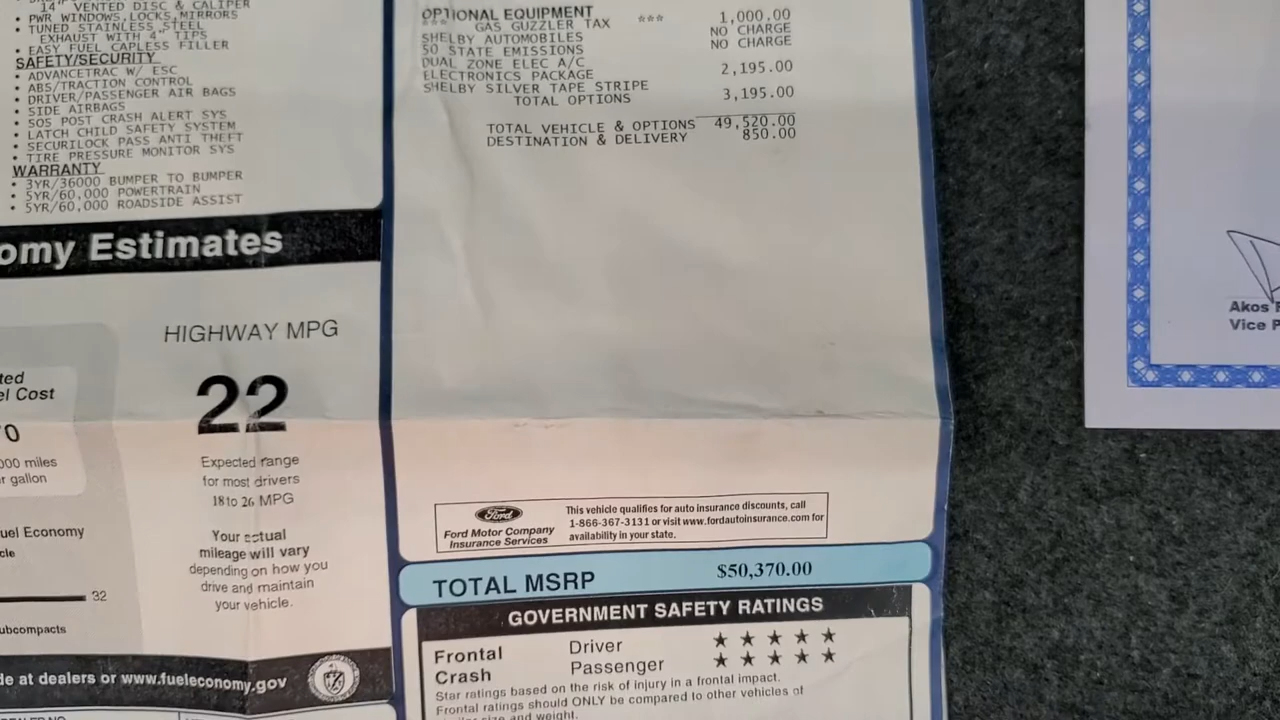 14" VENTED DISC & CALIPER
• PWR WINDOWS,LOCKS,MIRRORS
• TUNED STAINLESS STEEL
EXHAUST WITH 4" TIPS
• EASY FUEL CAPLESS FILLER
SAFETY/SECURITY
• ADVANCETRAC W/ ESC
• ABS/TRACTION CONTROL
• DRIVER/PASSENGER AIR BAGS
• SIDE AIRBAGS
• SOS POST CRASH ALERT SYS
• LATCH CHILD SAFETY SYSTEM
• SECURILOCK PASS ANTI THEFT
• TIRE PRESSURE MONITOR SYS
WARRANTY
• 3YR/36000 BUMPER TO BUMPER
• 5YR/60,000 POWERTRAIN
• 5YR/60,000 ROADSIDE ASSIST
omy Estimates
HIGHWAY MPG
22
Expected range
for most drivers
18 to 26 MPG
Your actual
mileage will vary
depending on how you
drive and maintain
your vehicle.
ted
el Cost
0
000 miles
r gallon
uel Economy
cle
32
ubcompacts
de at dealers or www.fueleconomy.gov
OPTIONAL EQUIPMENT
*** GAS GUZZLER TAX *** 1,000.00
SHELBY AUTOMOBILES NO CHARGE
50 STATE EMISSIONS NO CHARGE
DUAL ZONE ELEC A/C
ELECTRONICS PACKAGE 2,195.00
SHELBY SILVER TAPE STRIPE
TOTAL OPTIONS 3,195.00
TOTAL VEHICLE & OPTIONS 49,520.00
DESTINATION & DELIVERY 850.00
Ford
Ford Motor Company
Insurance Services
This vehicle qualifies for auto insurance discounts, call
1-866-367-3131 or visit www.fordautoinsurance.com for
availability in your state.
TOTAL MSRP $50,370.00
GOVERNMENT SAFETY RATINGS
Frontal Driver ★ ★ ★ ★ ★
Crash Passenger ★ ★ ★ ★ ★
Star ratings based on the risk of injury in a frontal impact.
Frontal ratings should ONLY be compared to other vehicles of
size and weight.
Akos
Vice P